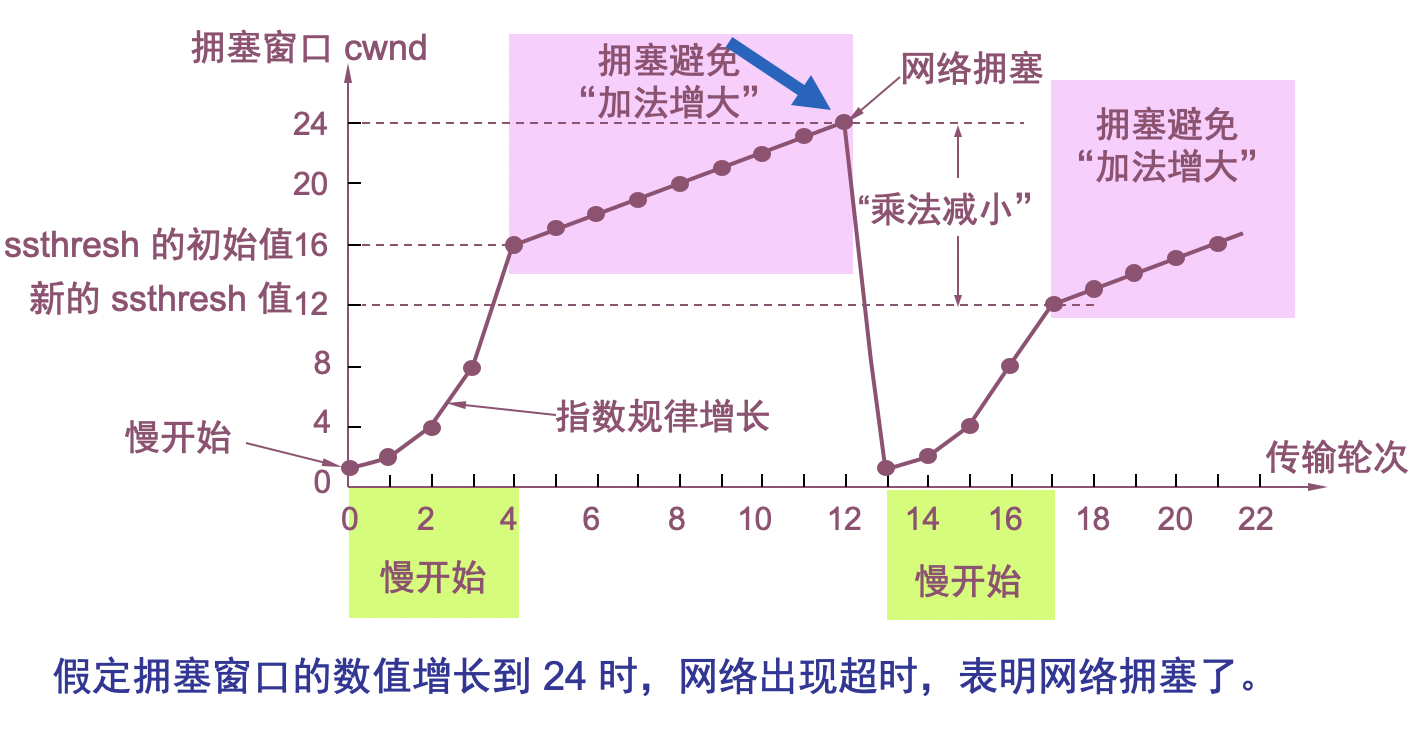 拥塞窗口 cwnd
拥塞避免
“加法增大”
网络拥塞
拥塞避免
“加法增大”
24
20
“乘法减小”
ssthresh 的初始值16
新的 ssthresh 值12
8
4
指数规律增长
慢开始
0
传输轮次
0 2 4 6 8 10 12 14 16 18 20 22
慢开始
慢开始
假定拥塞窗口的数值增长到 24 时，网络出现超时，表明网络拥塞了。